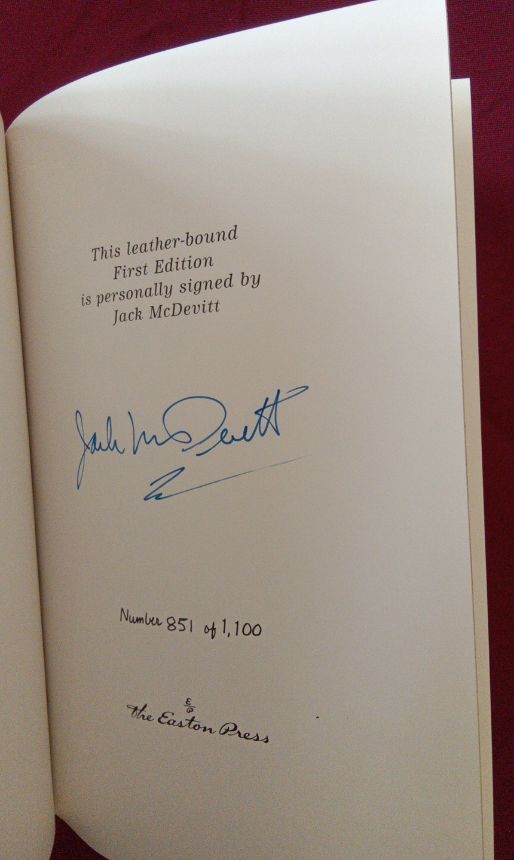 This leather-bound
First Edition
is personally signed by
Jack McDevitt
Jack McDevitt
Number 851 of 1,100
E
P
the Easton Press